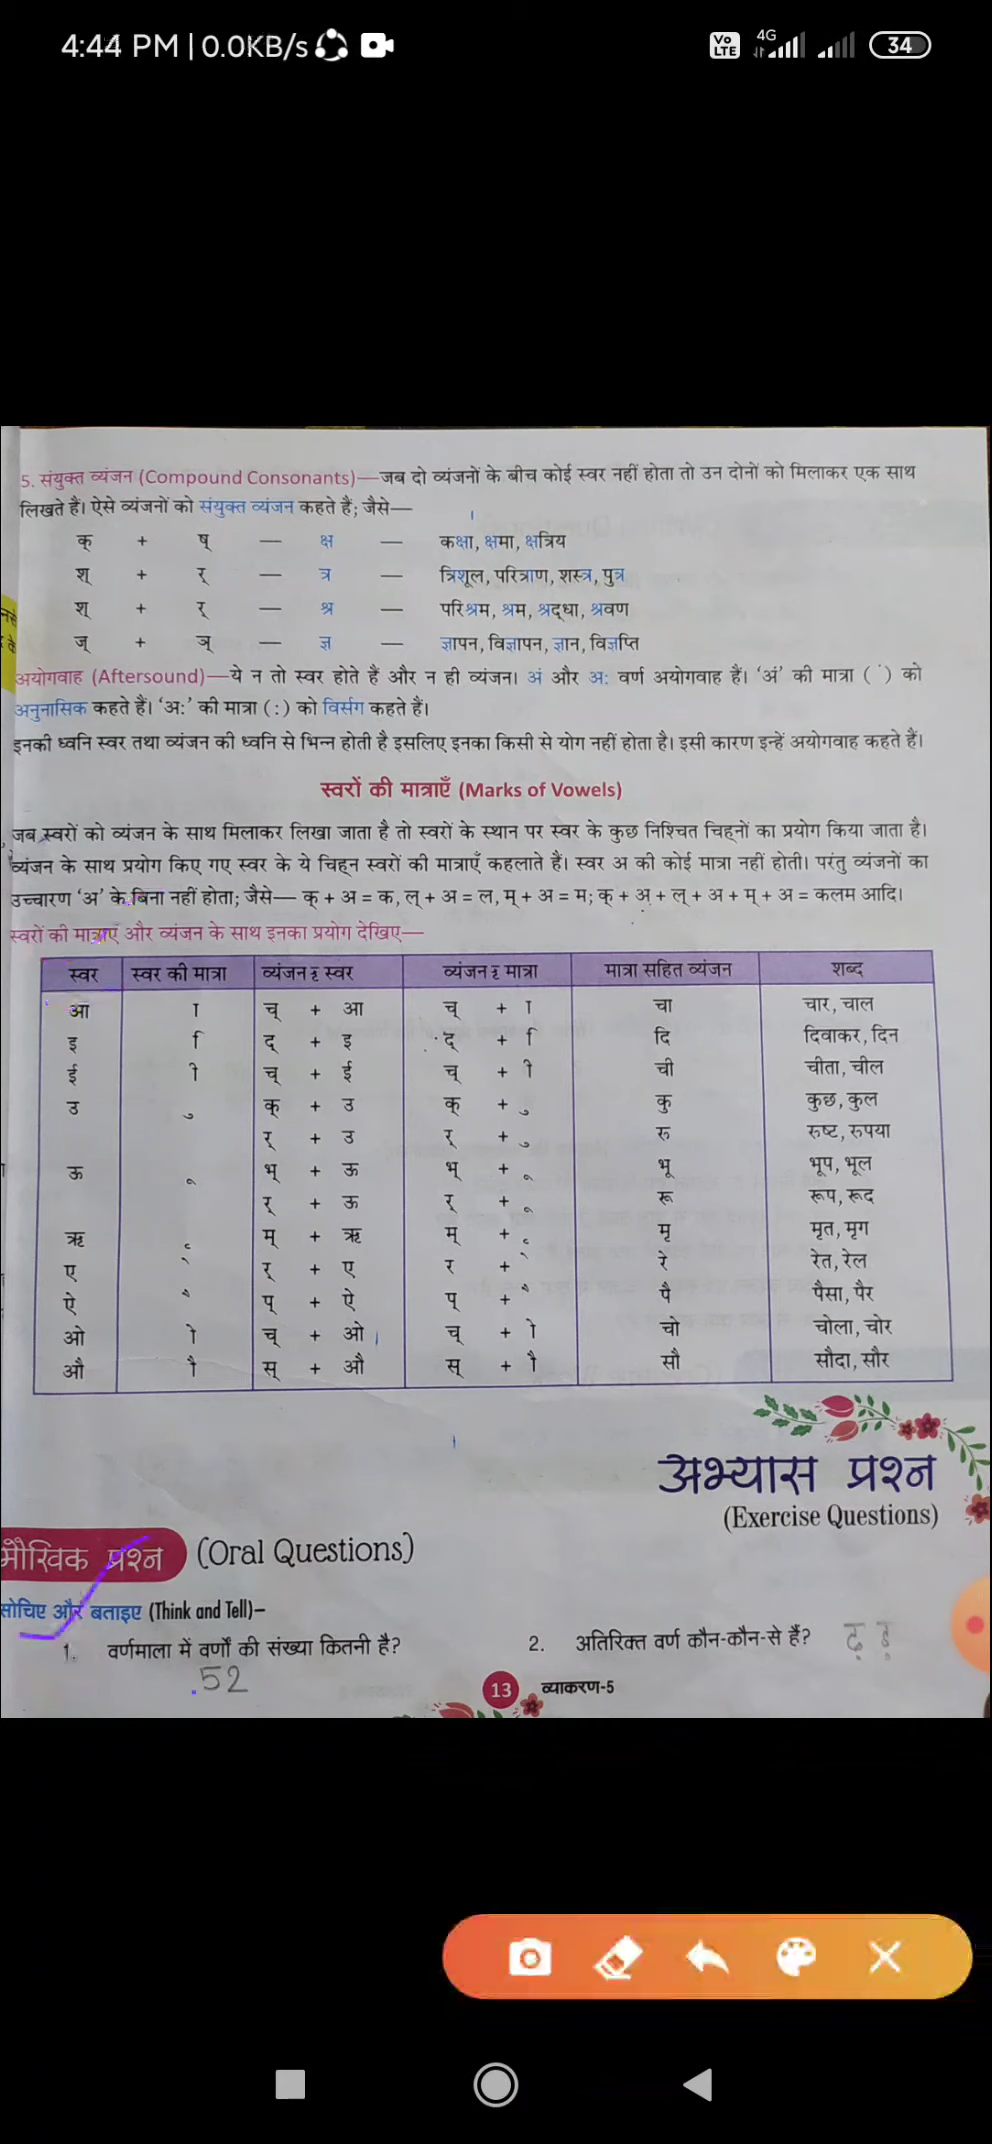 4:44 PM | 0.0KB/s
Vo LTE 4G 34
5. संयुक्त व्यंजन (Compound Consonants)—जब दो व्यंजनों के बीच कोई स्वर नहीं होता तो उन दोनों को मिलाकर एक साथ
लिखते हैं। ऐसे व्यंजनों को संयुक्त व्यंजन कहते हैं; जैसे—
क् + ष् — क्ष — कक्षा, क्षमा, क्षत्रिय
श् + र् — त्र — त्रिशूल, परित्राण, शस्त्र, पुत्र
श् + र् — श्र — परिश्रम, श्रम, श्रद्धा, श्रवण
ज् + ञ् — ज्ञ — ज्ञापन, विज्ञापन, ज्ञान, विज्ञप्ति
अयोगवाह (Aftersound)—ये न तो स्वर होते हैं और न ही व्यंजन। अं और अः वर्ण अयोगवाह हैं। ‘अं’ की मात्रा ( ं ) को
अनुनासिक कहते हैं। ‘अः’ की मात्रा (:) को विर्सग कहते हैं।
इनकी ध्वनि स्वर तथा व्यंजन की ध्वनि से भिन्न होती है इसलिए इनका किसी से योग नहीं होता है। इसी कारण इन्हें अयोगवाह कहते हैं।
स्वरों की मात्राएँ (Marks of Vowels)
जब स्वरों को व्यंजन के साथ मिलाकर लिखा जाता है तो स्वरों के स्थान पर स्वर के कुछ निश्चित चिह्नों का प्रयोग किया जाता है।
व्यंजन के साथ प्रयोग किए गए स्वर के ये चिह्न स्वरों की मात्राएँ कहलाते हैं। स्वर अ की कोई मात्रा नहीं होती। परंतु व्यंजनों का
उच्चारण ‘अ’ के बिना नहीं होता; जैसे— क् + अ = क, ल् + अ = ल, म् + अ = म; क् + अ + ल् + अ + म् + अ = कलम आदि।
स्वरों की मात्राएँ और व्यंजन के साथ इनका प्रयोग देखिए—
स्वर स्वर की मात्रा व्यंजन + स्वर व्यंजन + मात्रा मात्रा सहित व्यंजन शब्द
आ ा च् + आ च् + ा चा चार, चाल
इ ि द् + इ द् + ि दि दिवाकर, दिन
ई ी च् + ई च् + ी ची चीता, चील
उ ु क् + उ क् + ु कु कुछ, कुल
र् + उ र् + ु रु रुष्ट, रुपया
ऊ ू भ् + ऊ भ् + ू भू भूप, भूल
र् + ऊ र् + ू रू रूप, रूद
ऋ ृ म् + ऋ म् + ृ मृ मृत, मृग
ए े र् + ए र + े रे रेत, रेल
ऐ ै प् + ऐ प् + ै पै पैसा, पैर
ओ ो च् + ओ च् + ो चो चोला, चोर
औ ौ स् + औ स् + ौ सौ सौदा, सौर
अभ्यास प्रश्न
(Exercise Questions)
मौखिक प्रश्न (Oral Questions)
सोचिए और बताइए (Think and Tell)–
1. वर्णमाला में वर्णों की संख्या कितनी है? 2. अतिरिक्त वर्ण कौन-कौन-से हैं? ढ़ ड़
52
13 व्याकरण-5